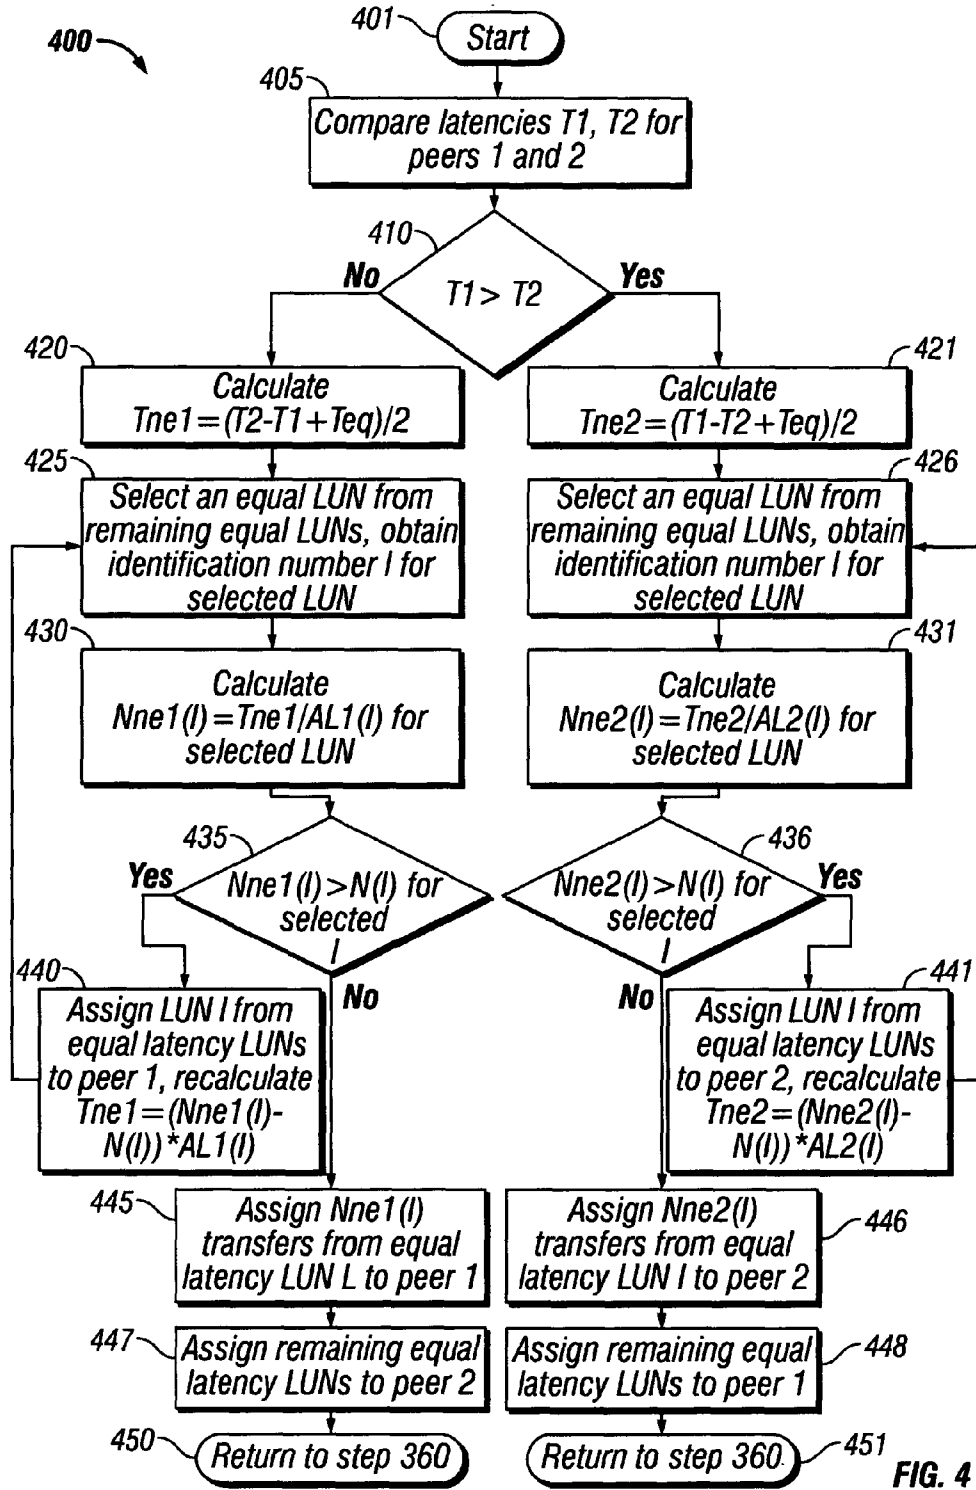 400
401
Start
405
Compare latencies T1, T2 for
peers 1 and 2
410
No
Yes
T1> T2
420
Calculate
Tne1=(T2-T1+Teq)/2
421
Calculate
Tne2=(T1-T2+Teq)/2
425
Select an equal LUN from
remaining equal LUNs, obtain
identification number I for
selected LUN
426
Select an equal LUN from
remaining equal LUNs, obtain
identification number I for
selected LUN
430
Calculate
Nne1(I)=Tne1/AL1(I) for
selected LUN
431
Calculate
Nne2(I)=Tne2/AL2(I) for
selected LUN
435
Yes
Nne1(I)>N(I) for
selected
I
No
436
Yes
Nne2(I)>N(I) for
selected
I
No
440
Assign LUN I from
equal latency LUNs
to peer 1, recalculate
Tne1=(Nne1(I)-
N(I))*AL1(I)
441
Assign LUN I from
equal latency LUNs
to peer 2, recalculate
Tne2=(Nne2(I)-
N(I))*AL2(I)
445
Assign Nne1(I)
transfers from equal
latency LUN L to peer 1
446
Assign Nne2(I)
transfers from equal
latency LUN I to peer 2
447
Assign remaining equal
latency LUNs to peer 2
448
Assign remaining equal
latency LUNs to peer 1
450
Return to step 360
451
Return to step 360
FIG. 4